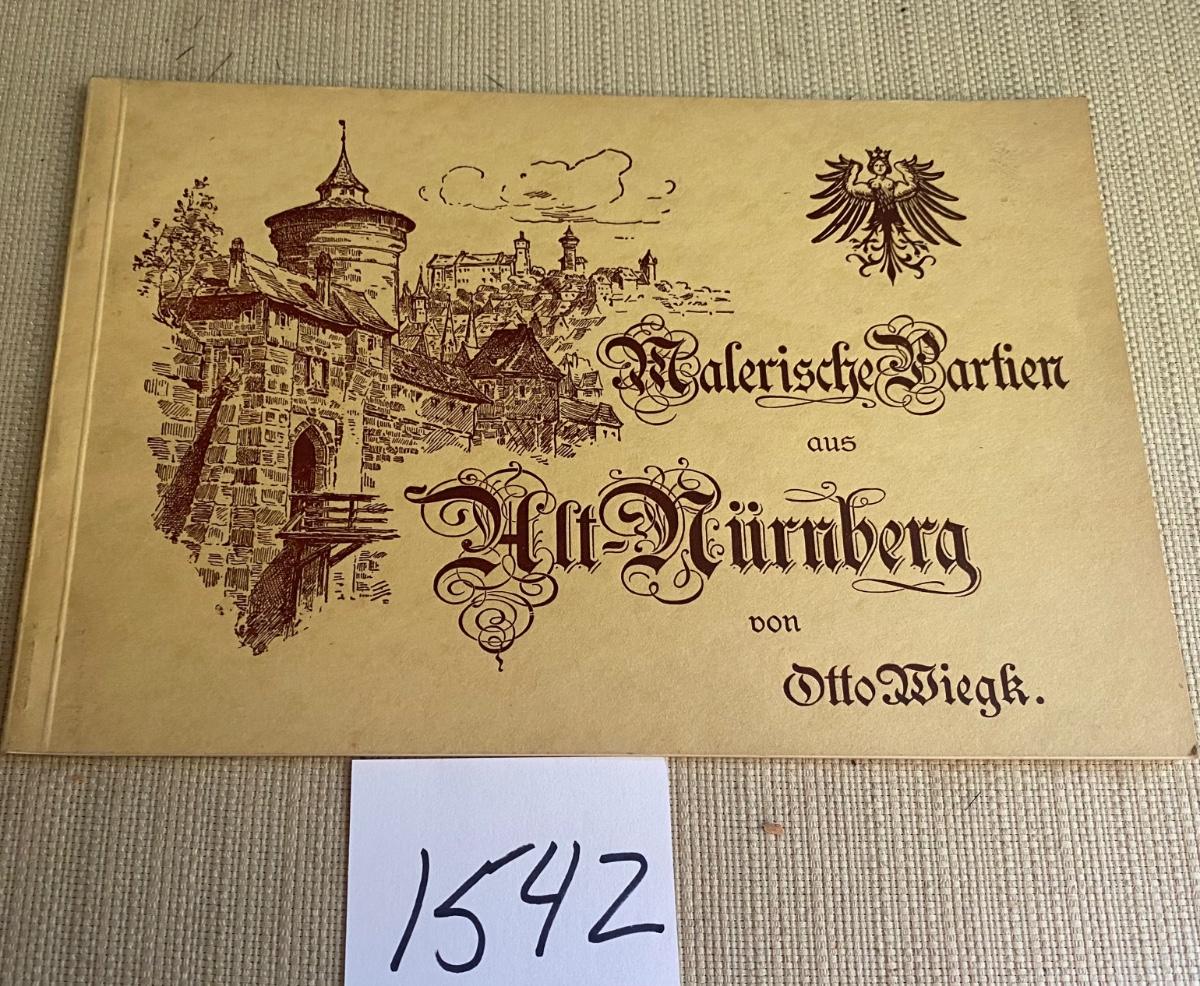 Malerische Partien
aus
Alt-Nürnberg
von
Otto Wiegk.
1542